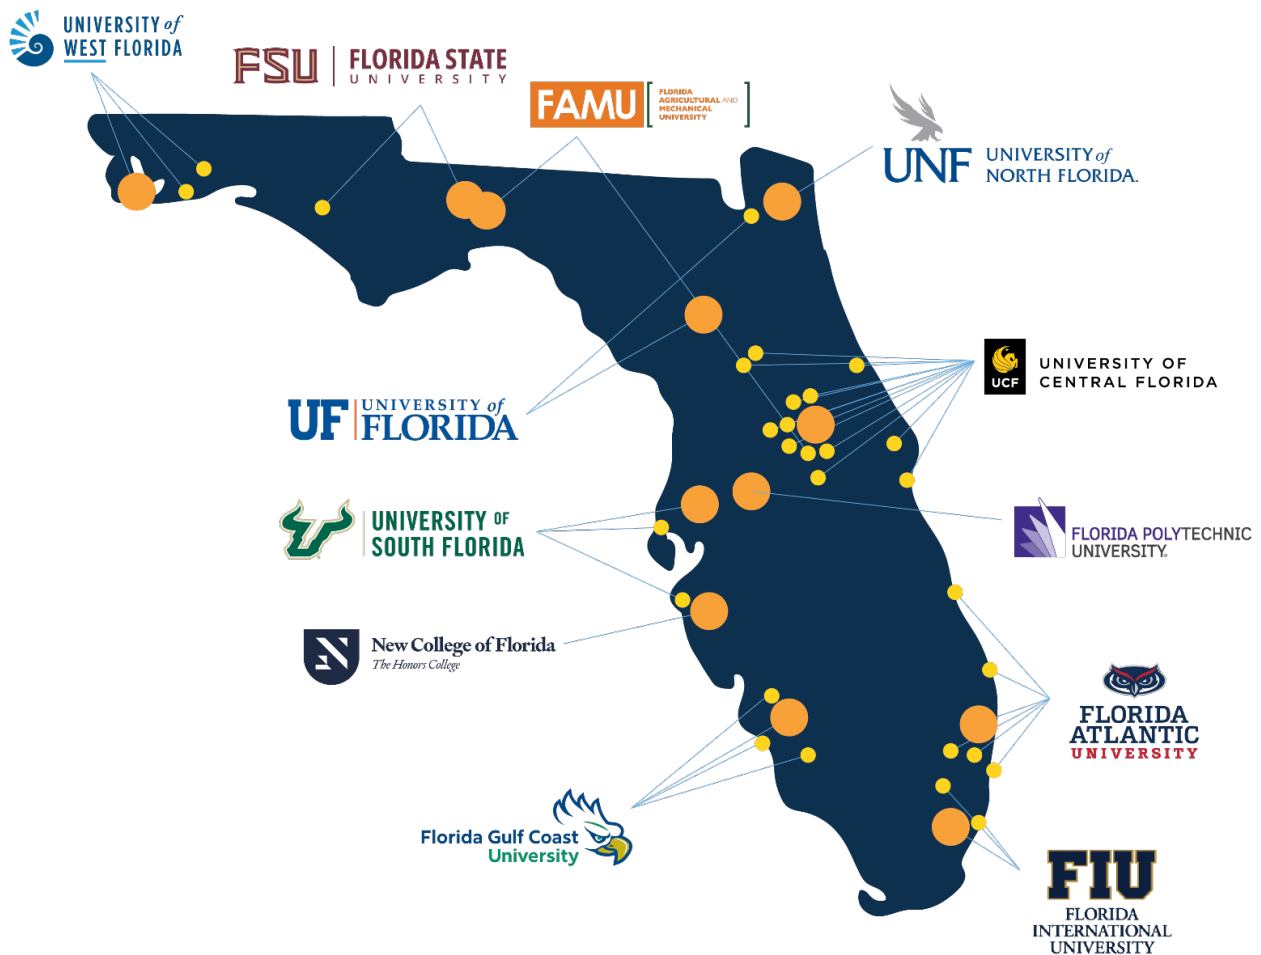 UNIVERSITY of
WEST FLORIDA
FSU
FLORIDA STATE
UNIVERSITY
FAMU
FLORIDA
AGRICULTURAL AND
MECHANICAL
UNIVERSITY
UNF
UNIVERSITY of
NORTH FLORIDA.
UCF
UNIVERSITY OF
CENTRAL FLORIDA
UF
UNIVERSITY of
FLORIDA
UNIVERSITY OF
SOUTH FLORIDA
FLORIDA POLYTECHNIC
UNIVERSITY
N
New College of Florida
The Honors College
FLORIDA
ATLANTIC
UNIVERSITY
Florida Gulf Coast
University
FIU
FLORIDA
INTERNATIONAL
UNIVERSITY